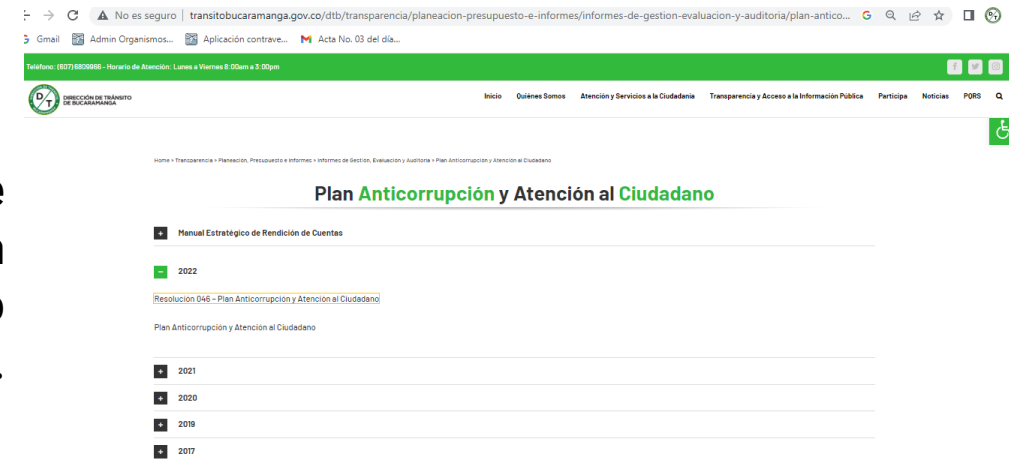 No es seguro | transitobucaramanga.gov.co/dtb/transparencia/planeacion-presupuesto-e-informes/informes-de-gestion-evaluacion-y-auditoria/plan-antico...
Gmail Admin Organismos... Aplicación contrave... Acta No. 03 del día...
Teléfono: (607) 6809966 - Horario de Atención: Lunes a Viernes 8:00am a 3:00pm
D/T DIRECCIÓN DE TRÁNSITO
DE BUCARAMANGA
Inicio Quiénes Somos Atención y Servicios a la Ciudadanía Transparencia y Acceso a la Información Pública Participa Noticias PQRS
Home > Transparencia > Planeación, Presupuesto e Informes > Informes de Gestión, Evaluación y Auditoria > Plan Anticorrupción y Atención al Ciudadano
Plan Anticorrupción y Atención al Ciudadano
Manual Estratégico de Rendición de Cuentas
2022
Resolución 046 – Plan Anticorrupción y Atención al Ciudadano
Plan Anticorrupción y Atención al Ciudadano
2021
2020
2019
2017